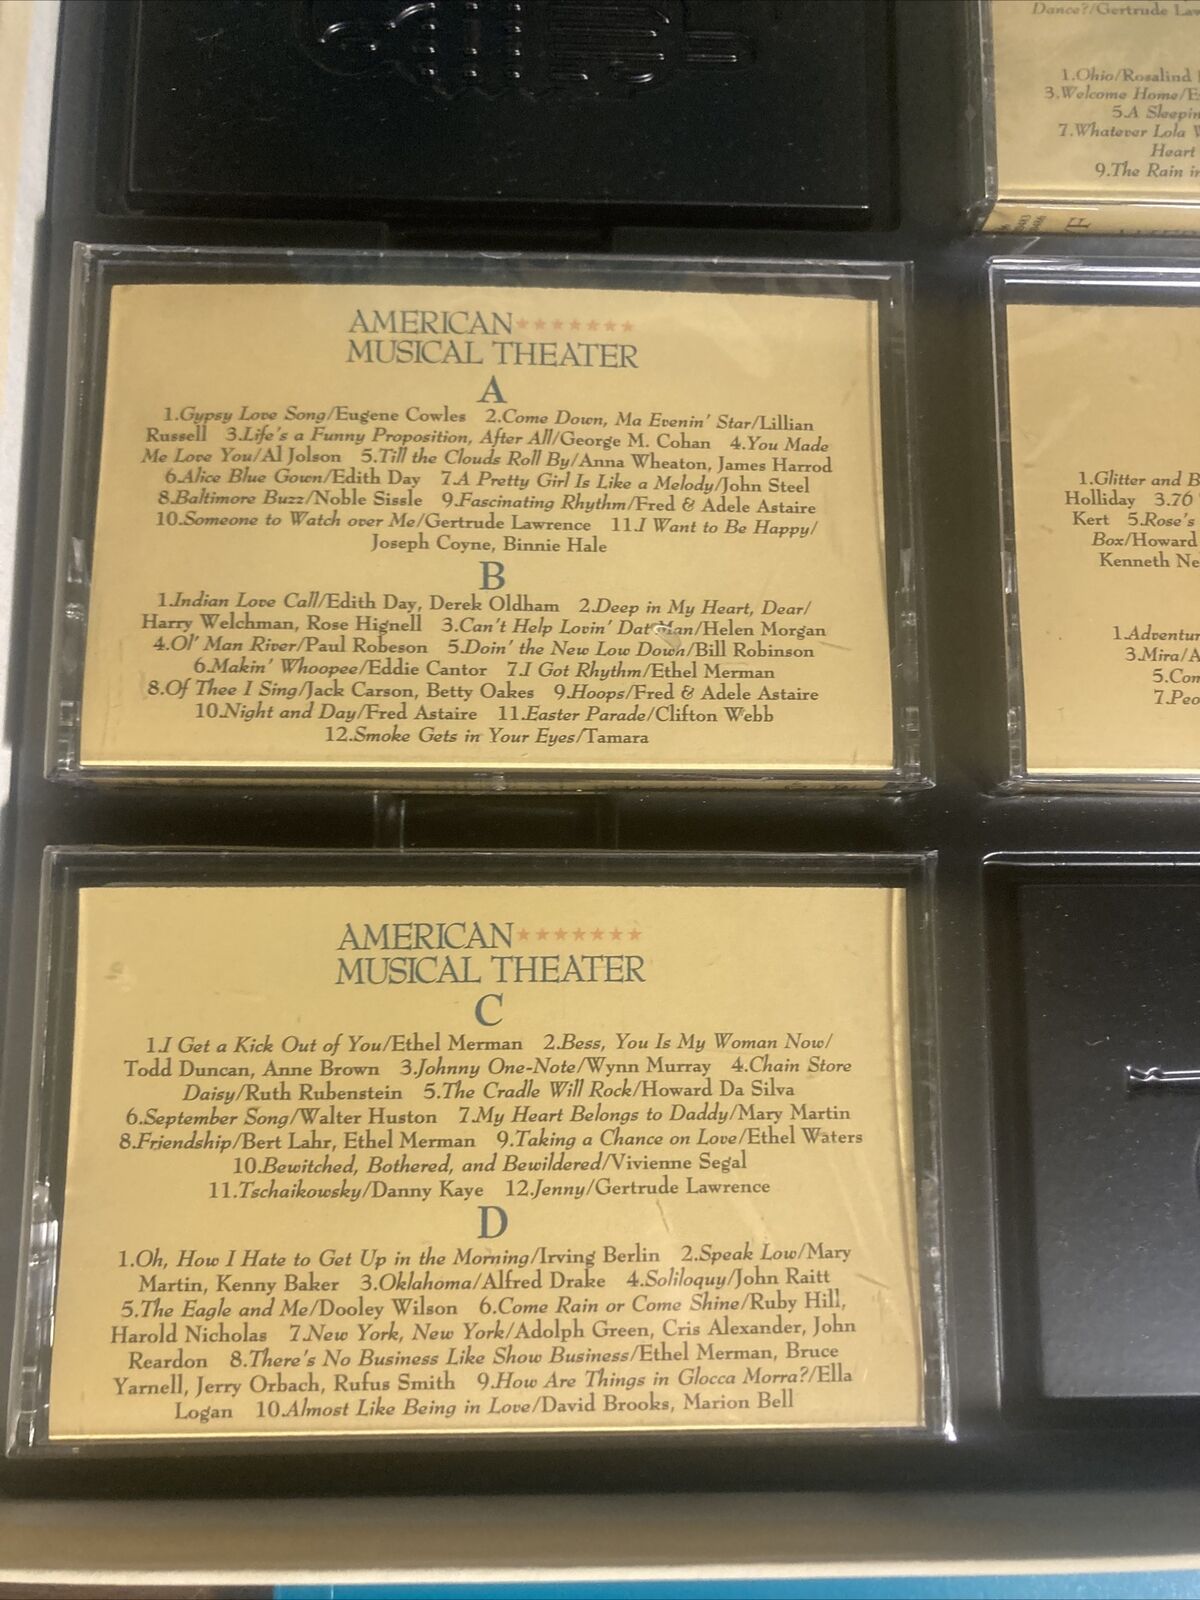 Dance?/Gertrude
1.Ohio/Rosalind
3.Welcome Home/
5.A
7.Whatever Lola
Heart
9.The Rain in
AMERICAN★★★★★★★
MUSICAL THEATER
A
1.Gypsy Love Song/Eugene Cowles 2.Come Down, Ma Evenin' Star/Lillian
Russell 3.Life's a Funny Proposition, After All/George M. Cohan 4.You Made
Me Love You/Al Jolson 5.Till the Clouds Roll By/Anna Wheaton, James Harrod
6.Alice Blue Gown/Edith Day 7.A Pretty Girl Is Like a Melody/John Steel
8.Baltimore Buzz/Noble Sissle 9.Fascinating Rhythm/Fred & Adele Astaire
10.Someone to Watch over Me/Gertrude Lawrence 11.I Want to Be Happy/
Joseph Coyne, Binnie Hale
B
1.Indian Love Call/Edith Day, Derek Oldham 2.Deep in My Heart, Dear/
Harry Welchman, Rose Hignell 3.Can't Help Lovin' Dat Man/Helen Morgan
4.Ol' Man River/Paul Robeson 5.Doin' the New Low Down/Bill Robinson
6.Makin' Whoopee/Eddie Cantor 7.I Got Rhythm/Ethel Merman
8.Of Thee I Sing/Jack Carson, Betty Oakes 9.Hoops/Fred & Adele Astaire
10.Night and Day/Fred Astaire 11.Easter Parade/Clifton Webb
12.Smoke Gets in Your Eyes/Tamara
1.Glitter and
Holliday 3.76
Kert 5.Rose's
Box/Howard
Kenneth
3.Mira/
AMERICAN★★★★★★★
MUSICAL THEATER
C
1.I Get a Kick Out of You/Ethel Merman 2.Bess, You Is My Woman Now/
Todd Duncan, Anne Brown 3.Johnny One-Note/Wynn Murray 4.Chain Store
Daisy/Ruth Rubenstein 5.The Cradle Will Rock/Howard Da Silva
6.September Song/Walter Huston 7.My Heart Belongs to Daddy/Mary Martin
8.Friendship/Bert Lahr, Ethel Merman 9.Taking a Chance on Love/Ethel Waters
10.Bewitched, Bothered, and Bewildered/Vivienne Segal
11.Tschaikowsky/Danny Kaye 12.Jenny/Gertrude Lawrence
D
1.Oh, How I Hate to Get Up in the Morning/Irving Berlin 2.Speak Low/Mary
Martin, Kenny Baker 3.Oklahoma/Alfred Drake 4.Soliloquy/John Raitt
5.The Eagle and Me/Dooley Wilson 6.Come Rain or Come Shine/Ruby Hill,
Harold Nicholas 7.New York, New York/Adolph Green, Cris Alexander, John
Reardon 8.There's No Business Like Show Business/Ethel Merman, Bruce
Yarnell, Jerry Orbach, Rufus Smith 9.How Are Things in Glocca Morra?/Ella
Logan 10.Almost Like Being in Love/David Brooks, Marion Bell